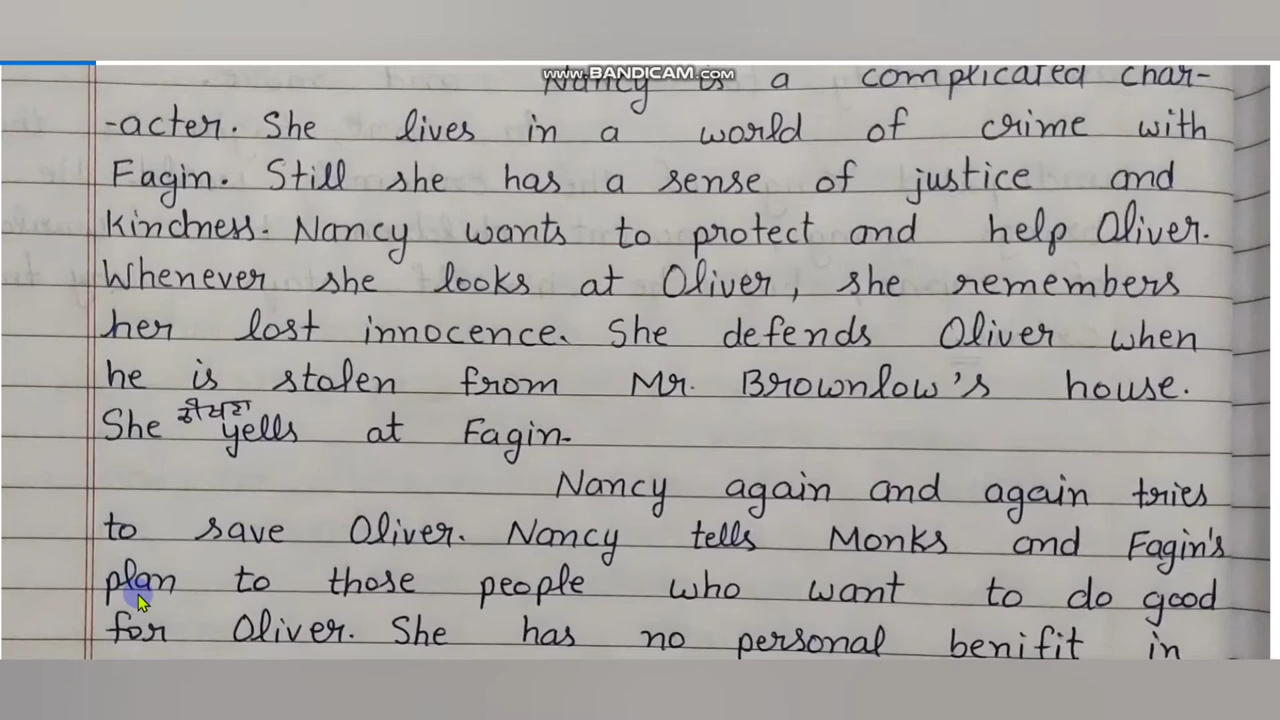 www.BANDICAM.com
Nancy is a complicated char-
-acter. She lives in a world of crime with
Fagin. Still she has a sense of justice and
kindness. Nancy wants to protect and help Oliver.
Whenever she looks at Oliver, she remembers
her lost innocence. She defends Oliver when
he is stolen from Mr. Brownlow's house.
She yells at Fagin.
Nancy again and again tries
to save Oliver. Nancy tells Monks and Fagin's
plan to those people who want to do good
for Oliver. She has no personal benifit in